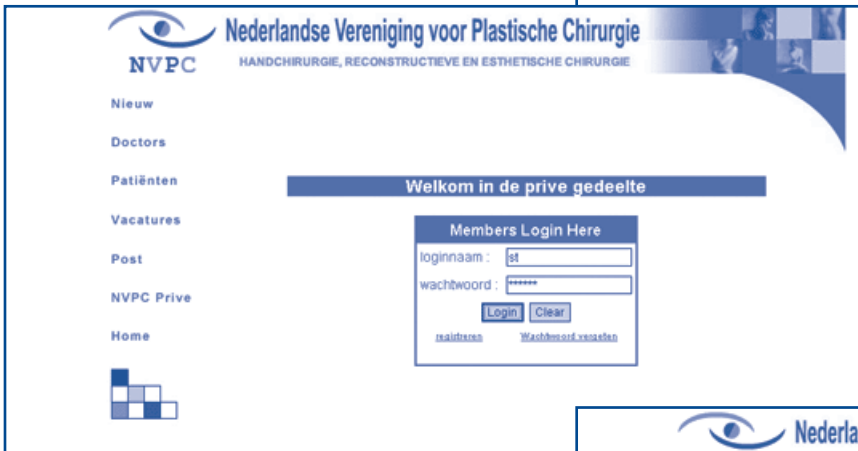 Nederlandse Vereniging voor Plastische Chirurgie
NVPC
HANDCHIRURGIE, RECONSTRUCTIEVE EN ESTHETISCHE CHIRURGIE
Nieuw
Doctors
Patiënten
Vacatures
Post
NVPC Prive
Home
Welkom in de prive gedeelte
Members Login Here
loginnaam : st
wachtwoord : ******
Login Clear
registreren Wachtwoord vergeten
Nederla